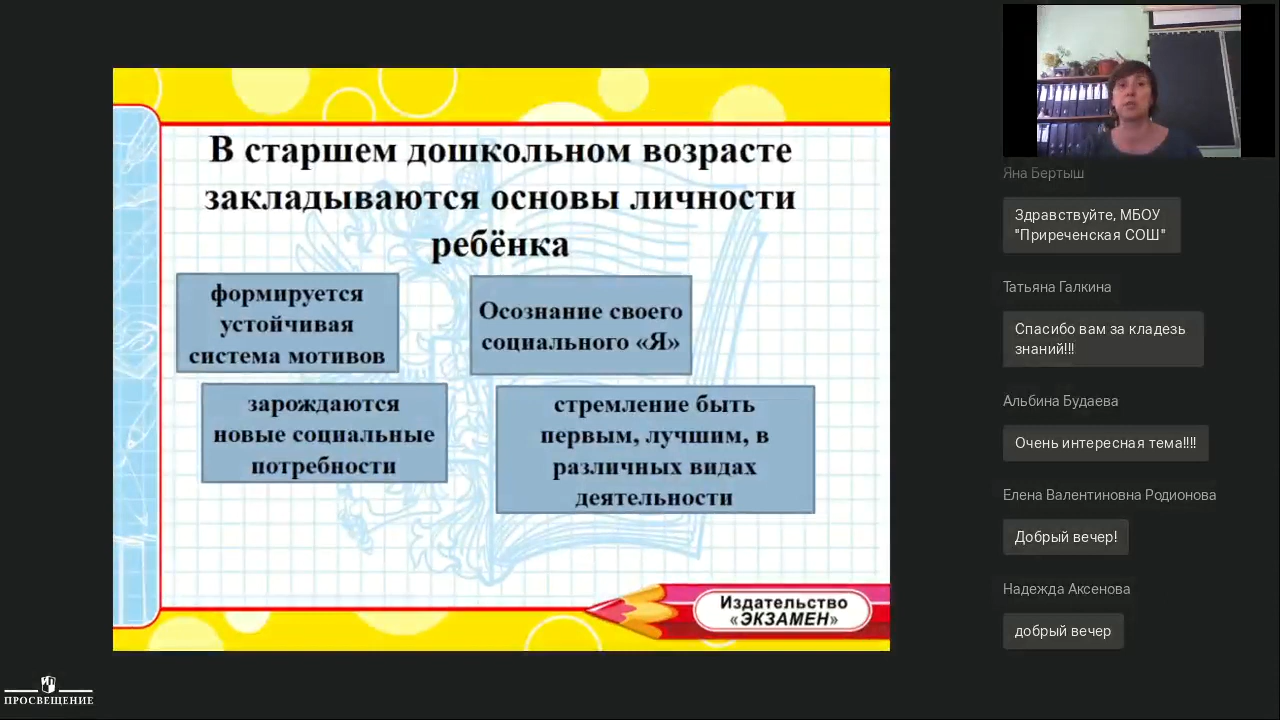 В старшем дошкольном возрасте
закладываются основы личности
ребёнка
формируется
устойчивая
система мотивов
Осознание своего
социального «Я»
зарождаются
новые социальные
потребности
стремление быть
первым, лучшим, в
различных видах
деятельности
Издательство
«ЭКЗАМЕН»
ПРОСВЕЩЕНИЕ
Яна Бертыш
Здравствуйте, МБОУ
"Приреченская СОШ"
Татьяна Галкина
Спасибо вам за кладезь
знаний!!!
Альбина Будаева
Очень интересная тема!!!!
Елена Валентиновна Родионова
Добрый вечер!
Надежда Аксенова
добрый вечер